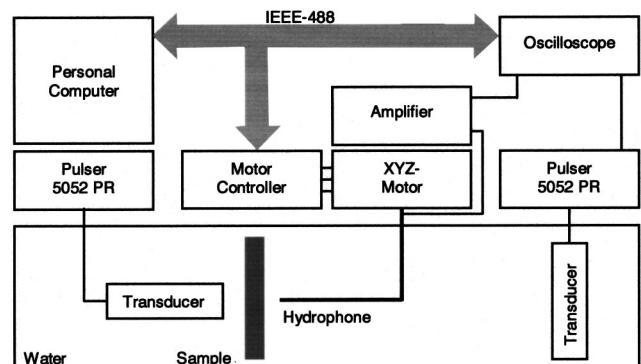 IEEE-488
Personal
Computer
Oscilloscope
Amplifier
Pulser
5052 PR
Motor
Controller
XYZ-
Motor
Pulser
5052 PR
Transducer
Hydrophone
Transducer
Water
Sample